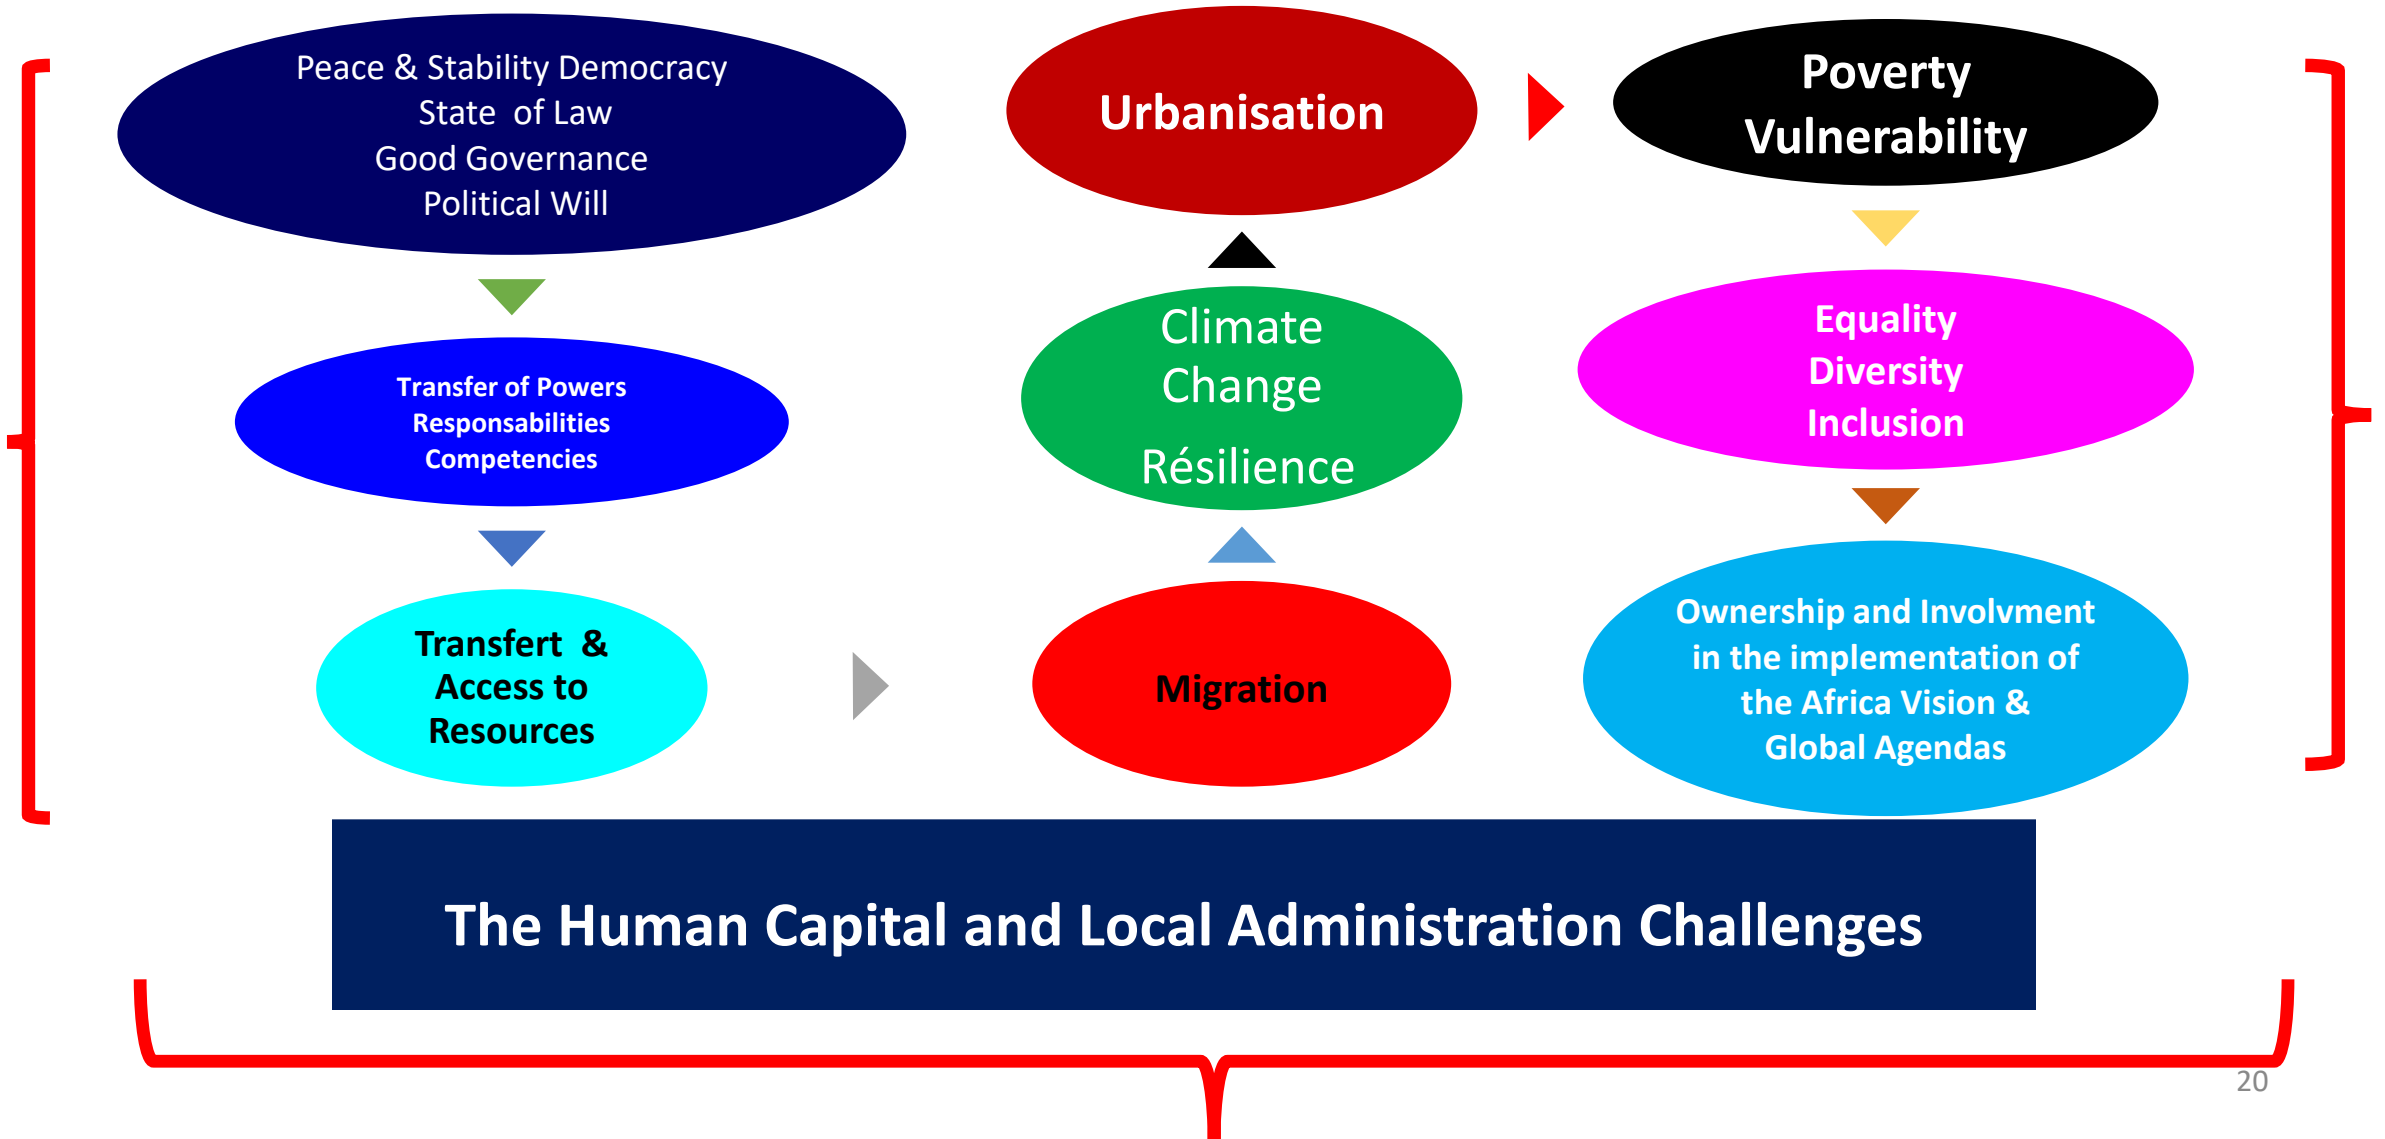 Peace & Stability Democracy
State of Law
Good Governance
Political Will
Transfer of Powers
Responsabilities
Competencies
Transfert &
Access to
Resources
Migration
Climate
Change
Résilience
Urbanisation
Poverty
Vulnerability
Equality
Diversity
Inclusion
Ownership and Involvment
in the implementation of
the Africa Vision &
Global Agendas
The Human Capital and Local Administration Challenges
20